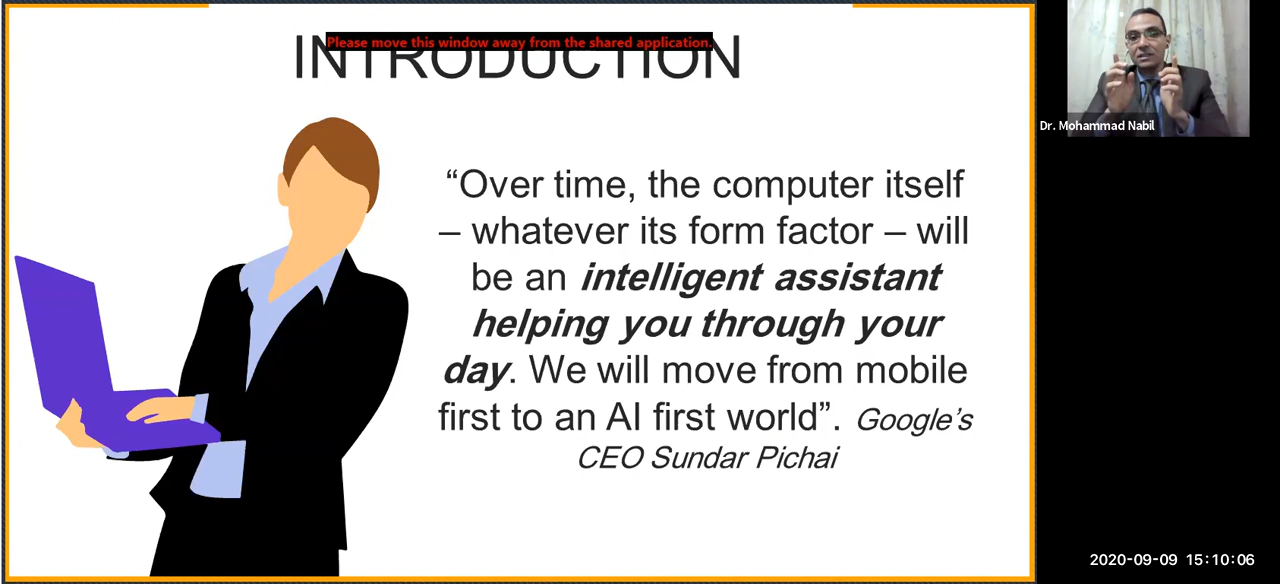 Please move this window away from the shared application.
INTRODUCTION
Dr. Mohammad Nabil
“Over time, the computer itself
– whatever its form factor – will
be an intelligent assistant
helping you through your
day. We will move from mobile
first to an AI first world”. Google’s
CEO Sundar Pichai
2020-09-09 15:10:06